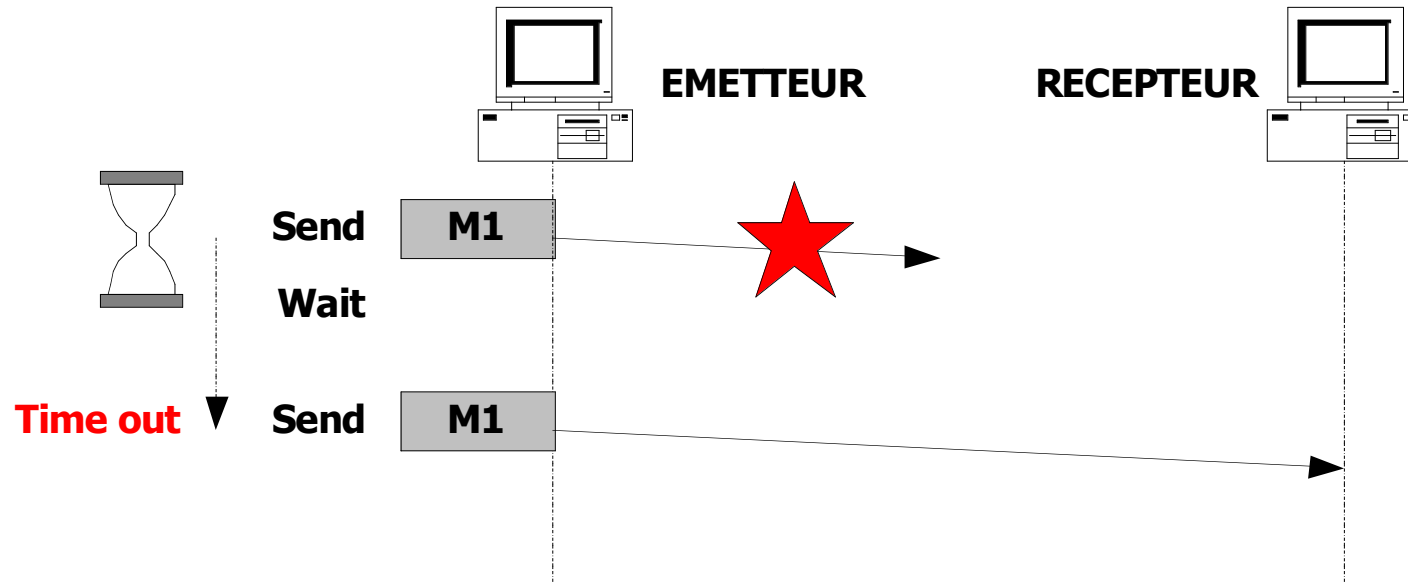 EMETTEUR
RECEPTEUR
Send M1
Wait
Time out Send M1